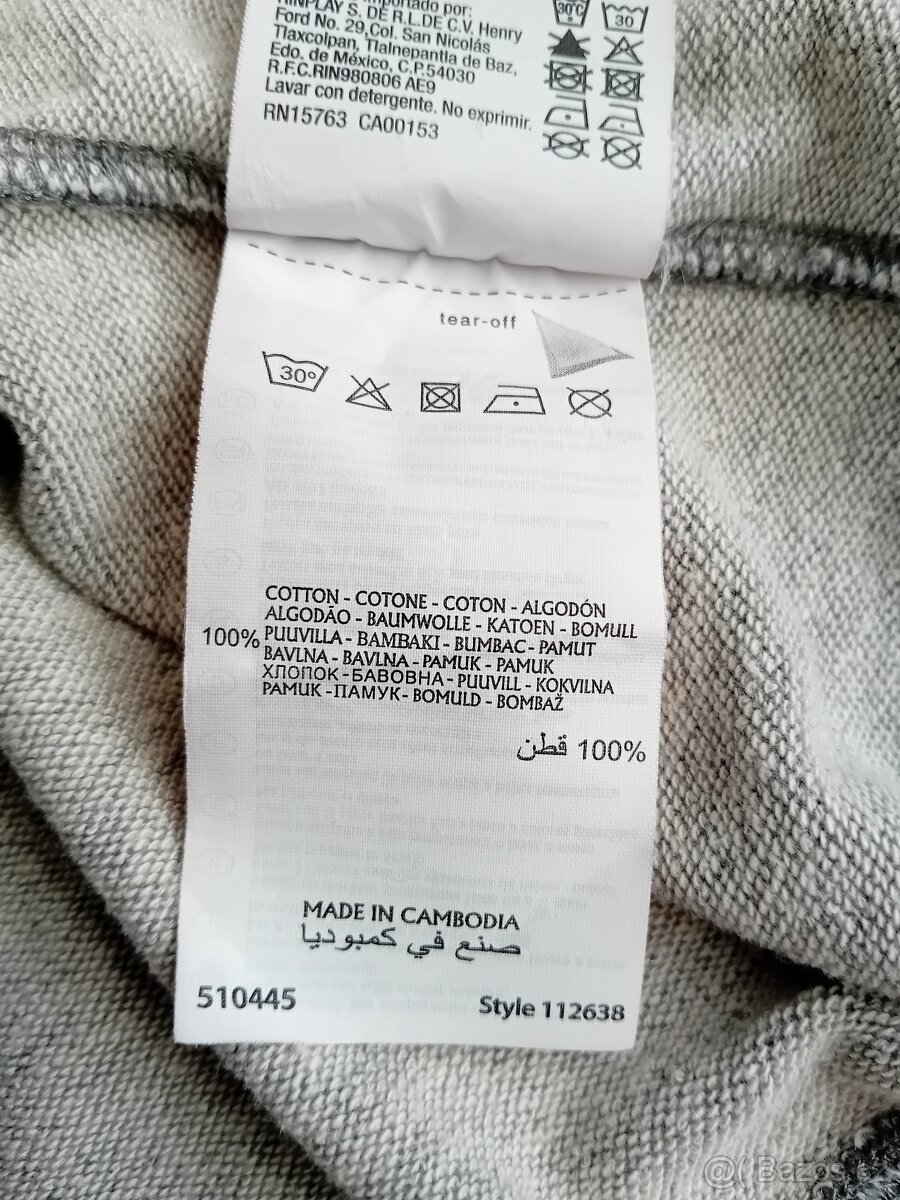 importado por:
RINPLAY S. DE R.L.DE C.V. Henry
Ford No. 29,Col. San Nicolás
Tlaxcolpan, Tlalnepantla de Baz,
Edo. de México, C.P.54030
R.F.C.RIN980806 AE9
Lavar con detergente. No exprimir.
RN15763 CA00153
30°C 30
tear-off
30°
COTTON - COTONE - COTON - ALGODÓN
ALGODÃO - BAUMWOLLE - KATOEN - BOMULL
100% PUUVILLA - BAMBAKI - BUMBAC - PAMUT
BAVLNA - BAVLNA - PAMUK - PAMUK
ХЛОПОК -БАВОВНА - PUUVILL - KOKVILNA
PAMUK -ПАМУК- BOMULD - BOMBAŽ
100% قطن
MADE IN CAMBODIA
صنع في كمبوديا
510445 Style 112638